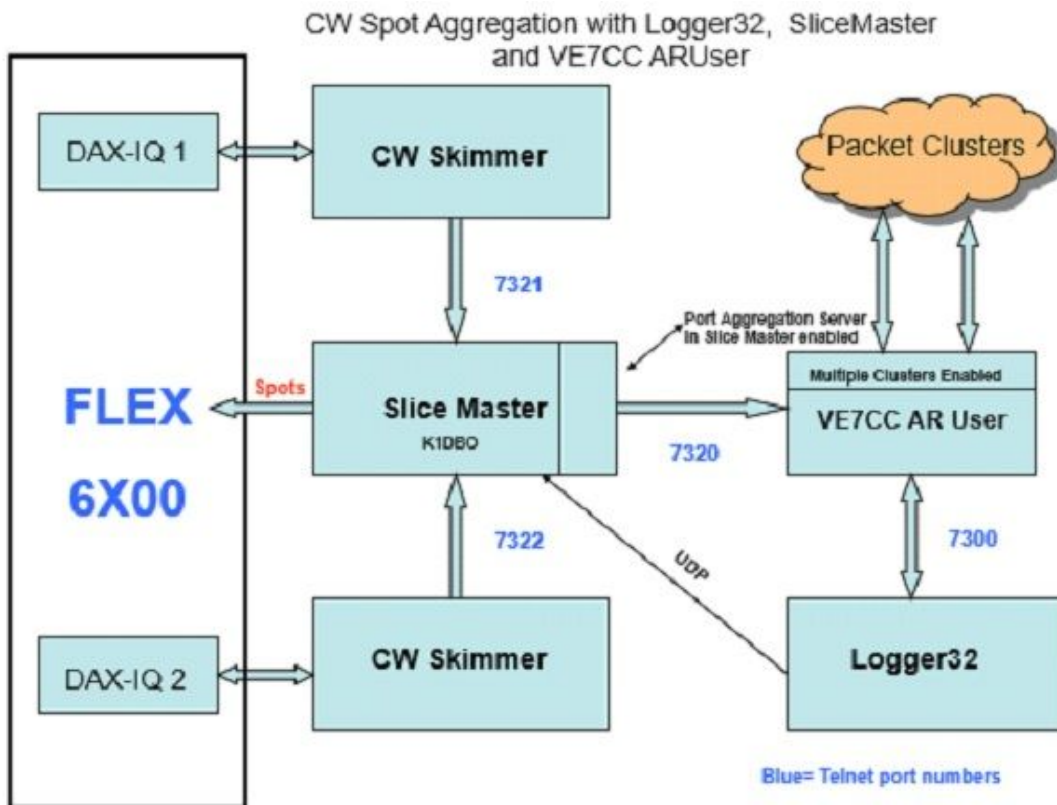 CW Spot Aggregation with Logger32, SliceMaster
and VE7CC ARUser
DAX-IQ 1
CW Skimmer
Packet Clusters
7321
Port Aggregation Server
in Slice Master enabled
FLEX
6X00
Spots
Slice Master
K1DBO
7320
Multiple Clusters Enabled
VE7CC AR User
7322
UDP
7300
DAX-IQ 2
CW Skimmer
Logger32
Blue= Telnet port numbers